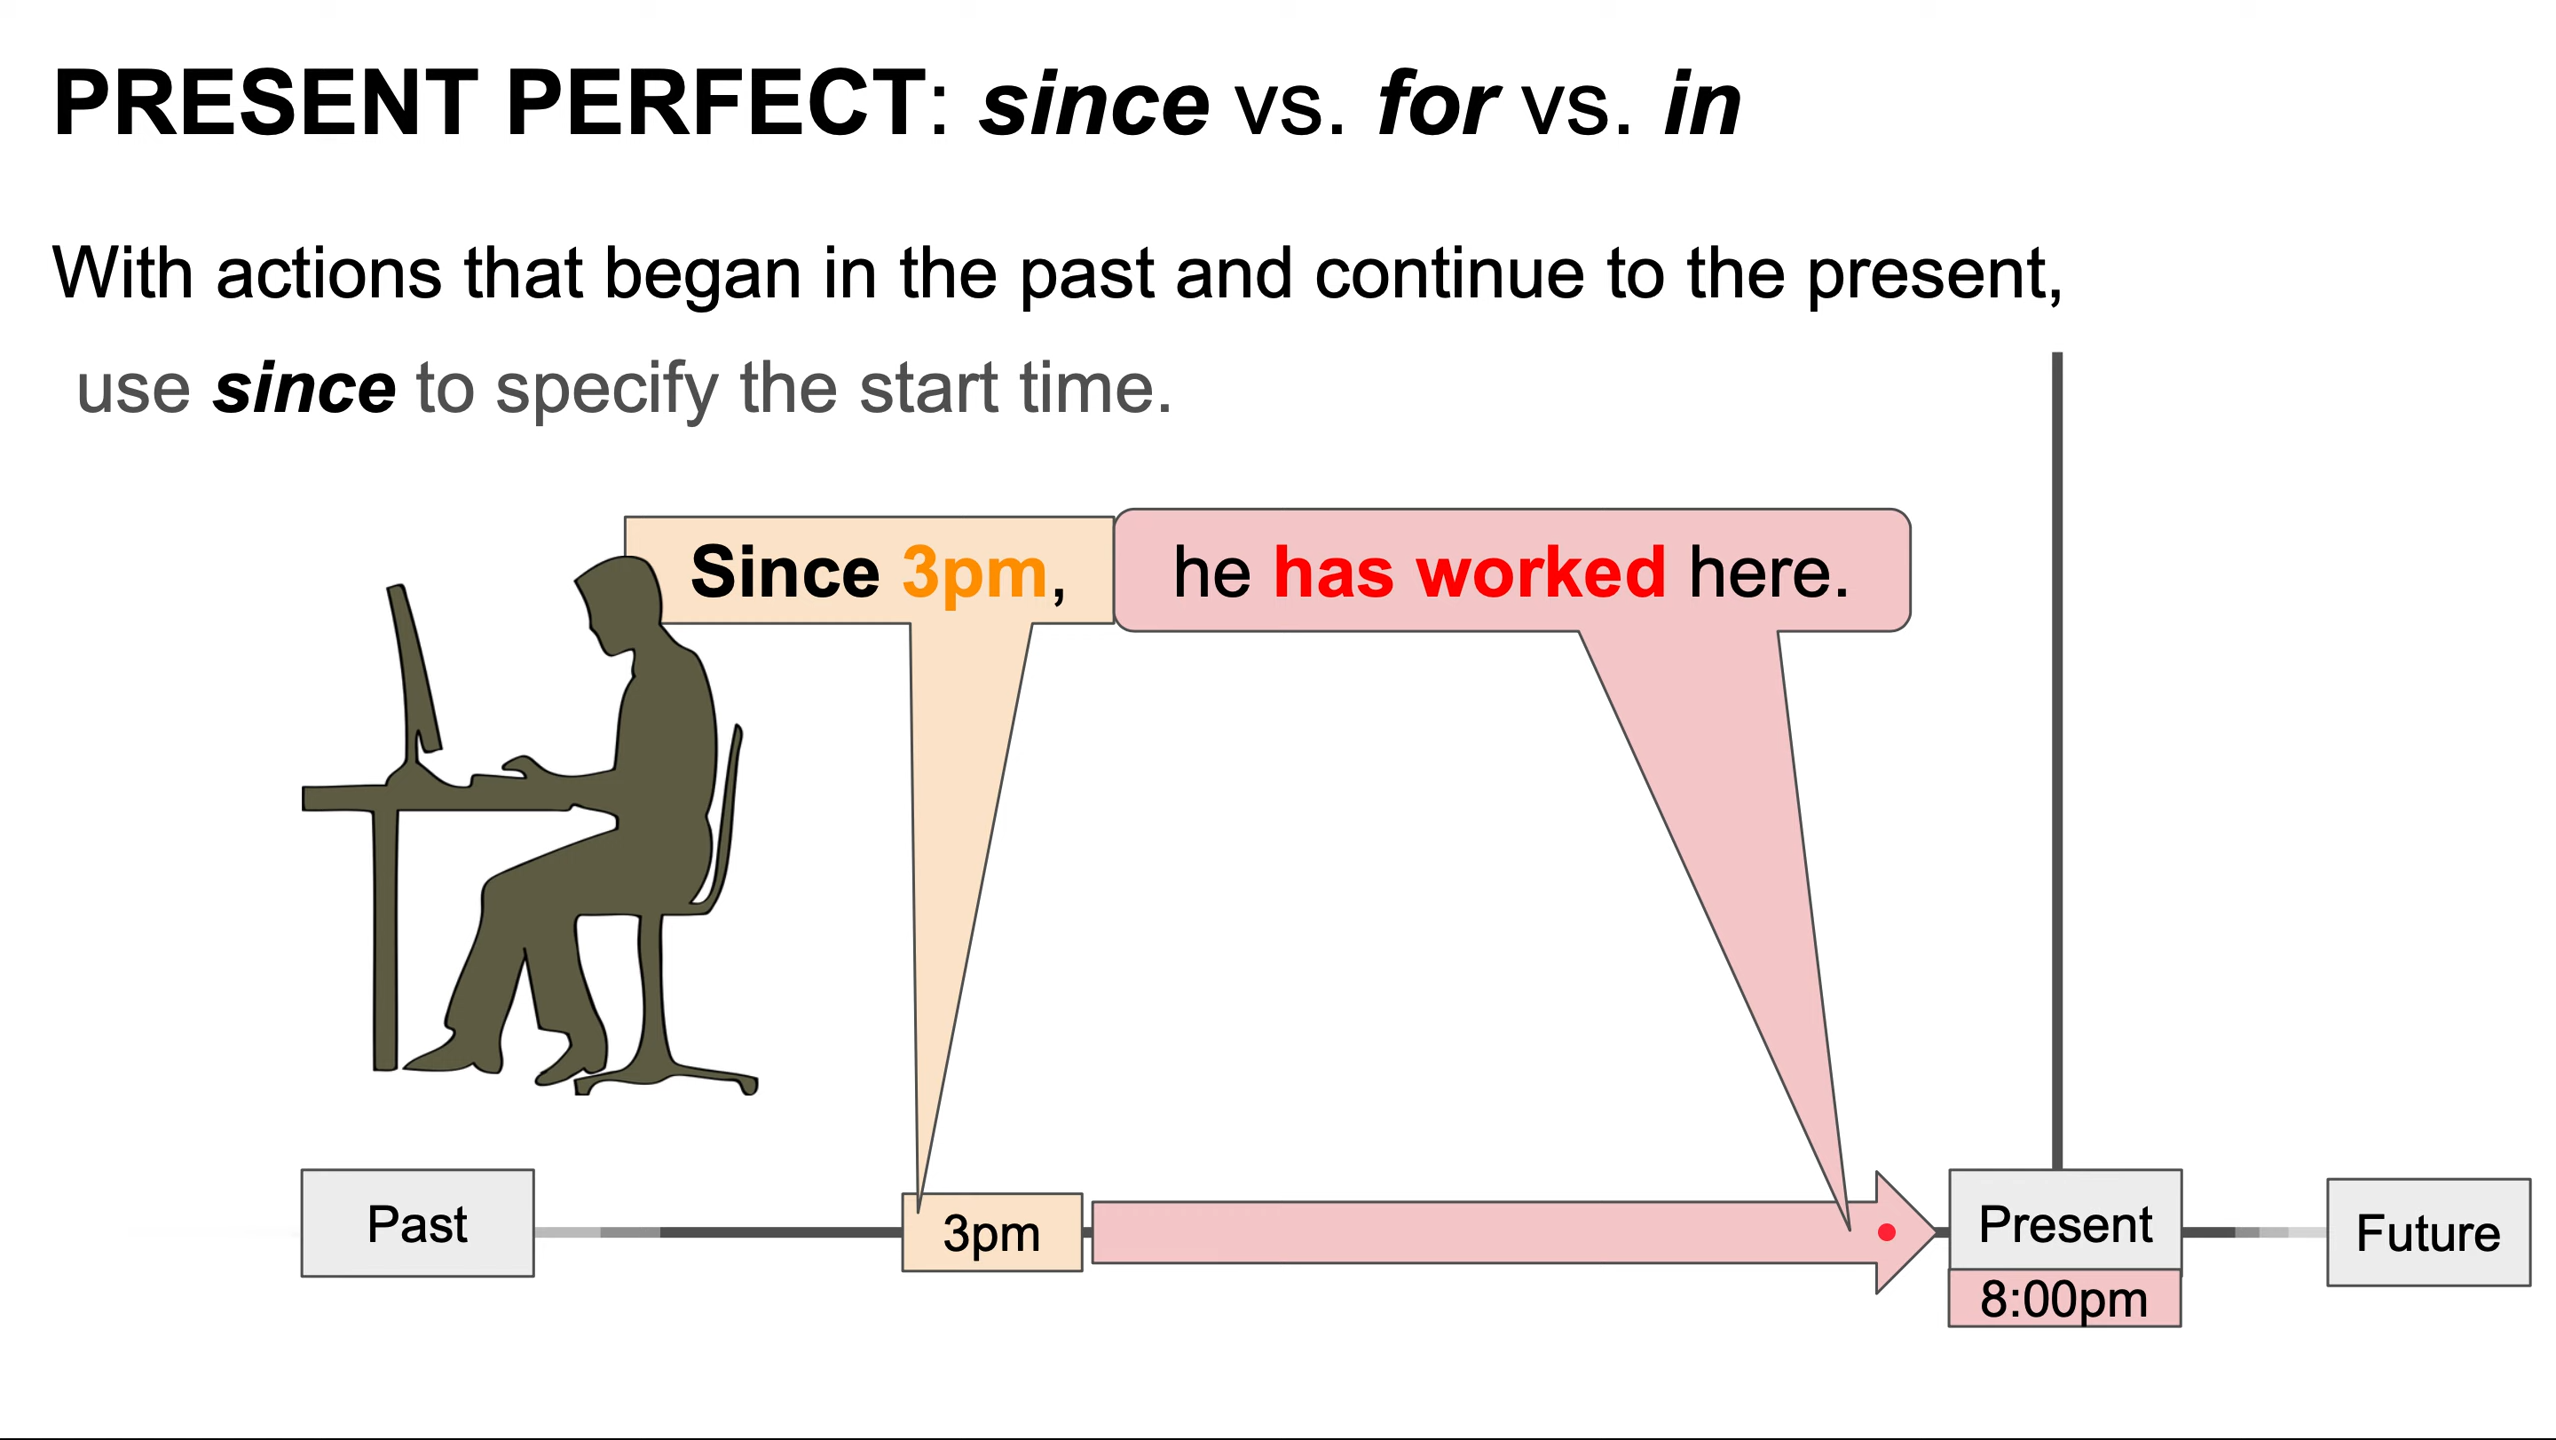 PRESENT PERFECT: since vs. for vs. in
With actions that began in the past and continue to the present,
use since to specify the start time.
Since 3pm, he has worked here.
Past
3pm
Present
Future
8:00pm